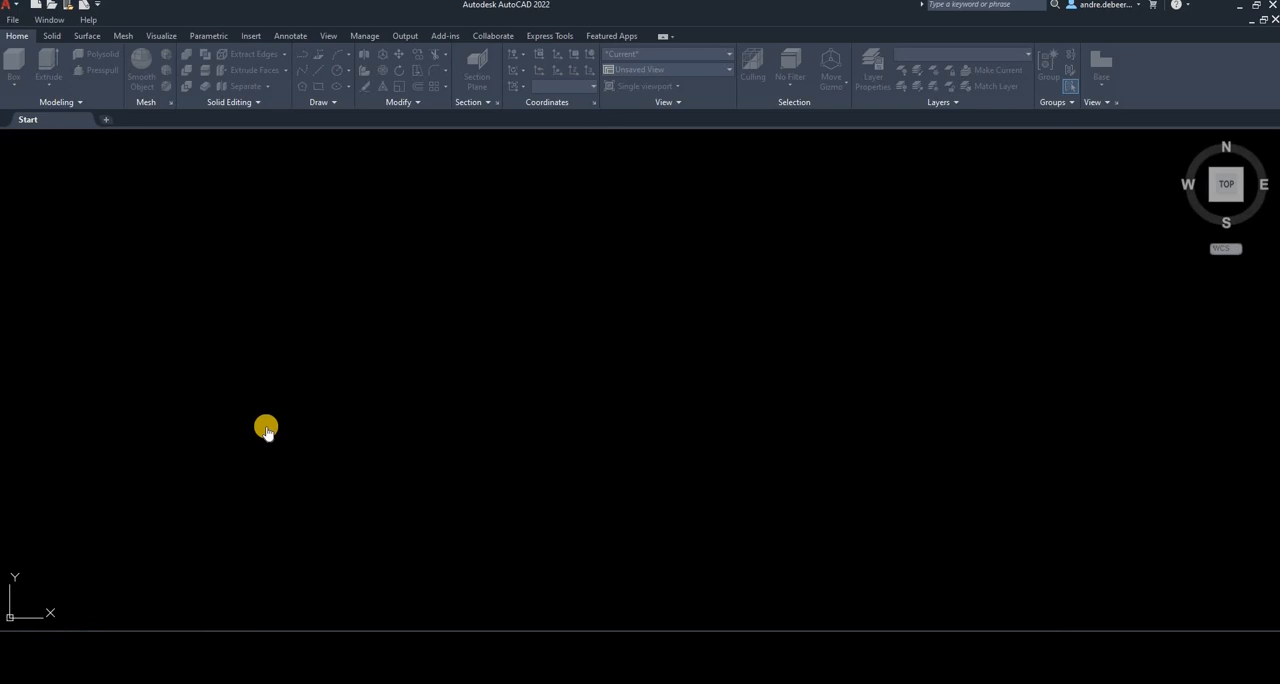 Autodesk AutoCAD 2022
Type a keyword or phrase
andre.debeer...
File Window Help
Home Solid Surface Mesh Visualize Parametric Insert Annotate View Manage Output Add-ins Collaborate Express Tools Featured Apps
Polysolid Extract Edges "Current"
Presspull Extrude Faces Unsaved View Make Current
Box Extrude Smooth Object Separate Section Plane Single viewport Culling No Filter Move Gizmo Layer Properties Match Layer Group Base
Modeling Mesh Solid Editing Draw Modify Section Coordinates View Selection Layers Groups View
Start
N
W TOP E
S
WCS
Y
X